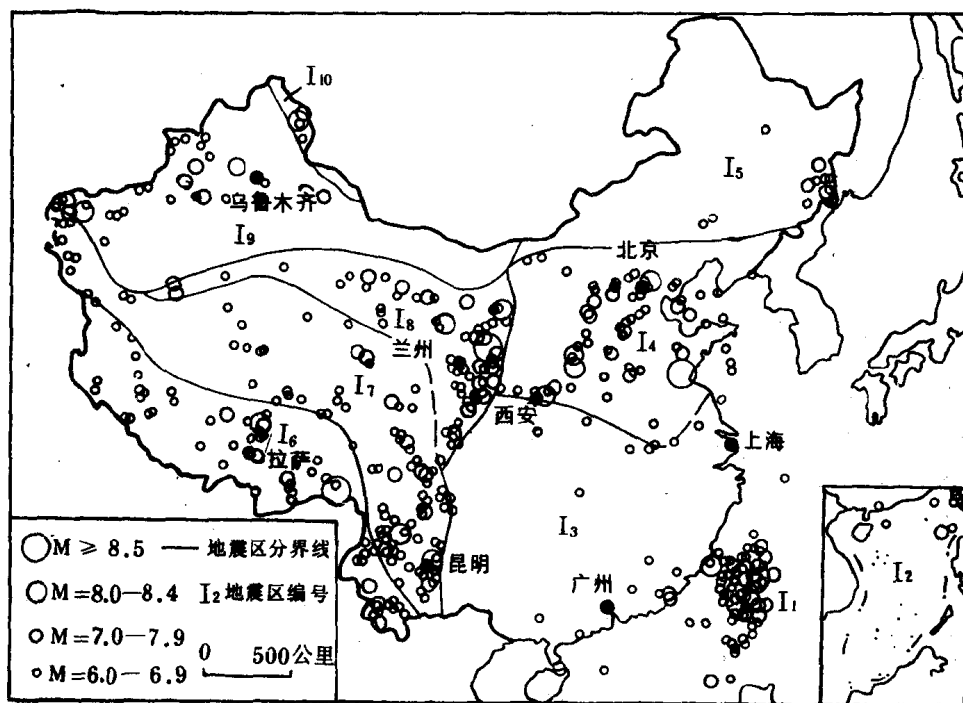 I₁₀
I₅
乌鲁木齐
I₉
北京
I₈
兰州
I₄
I₇
西安
I₆
拉萨
上海
I₃
昆明
广州
I₁
I₂
M ≥ 8.5 地震区分界线
M=8.0—8.4 I₂地震区编号
M=7.0—7.9
M=6.0—6.9
0 500公里